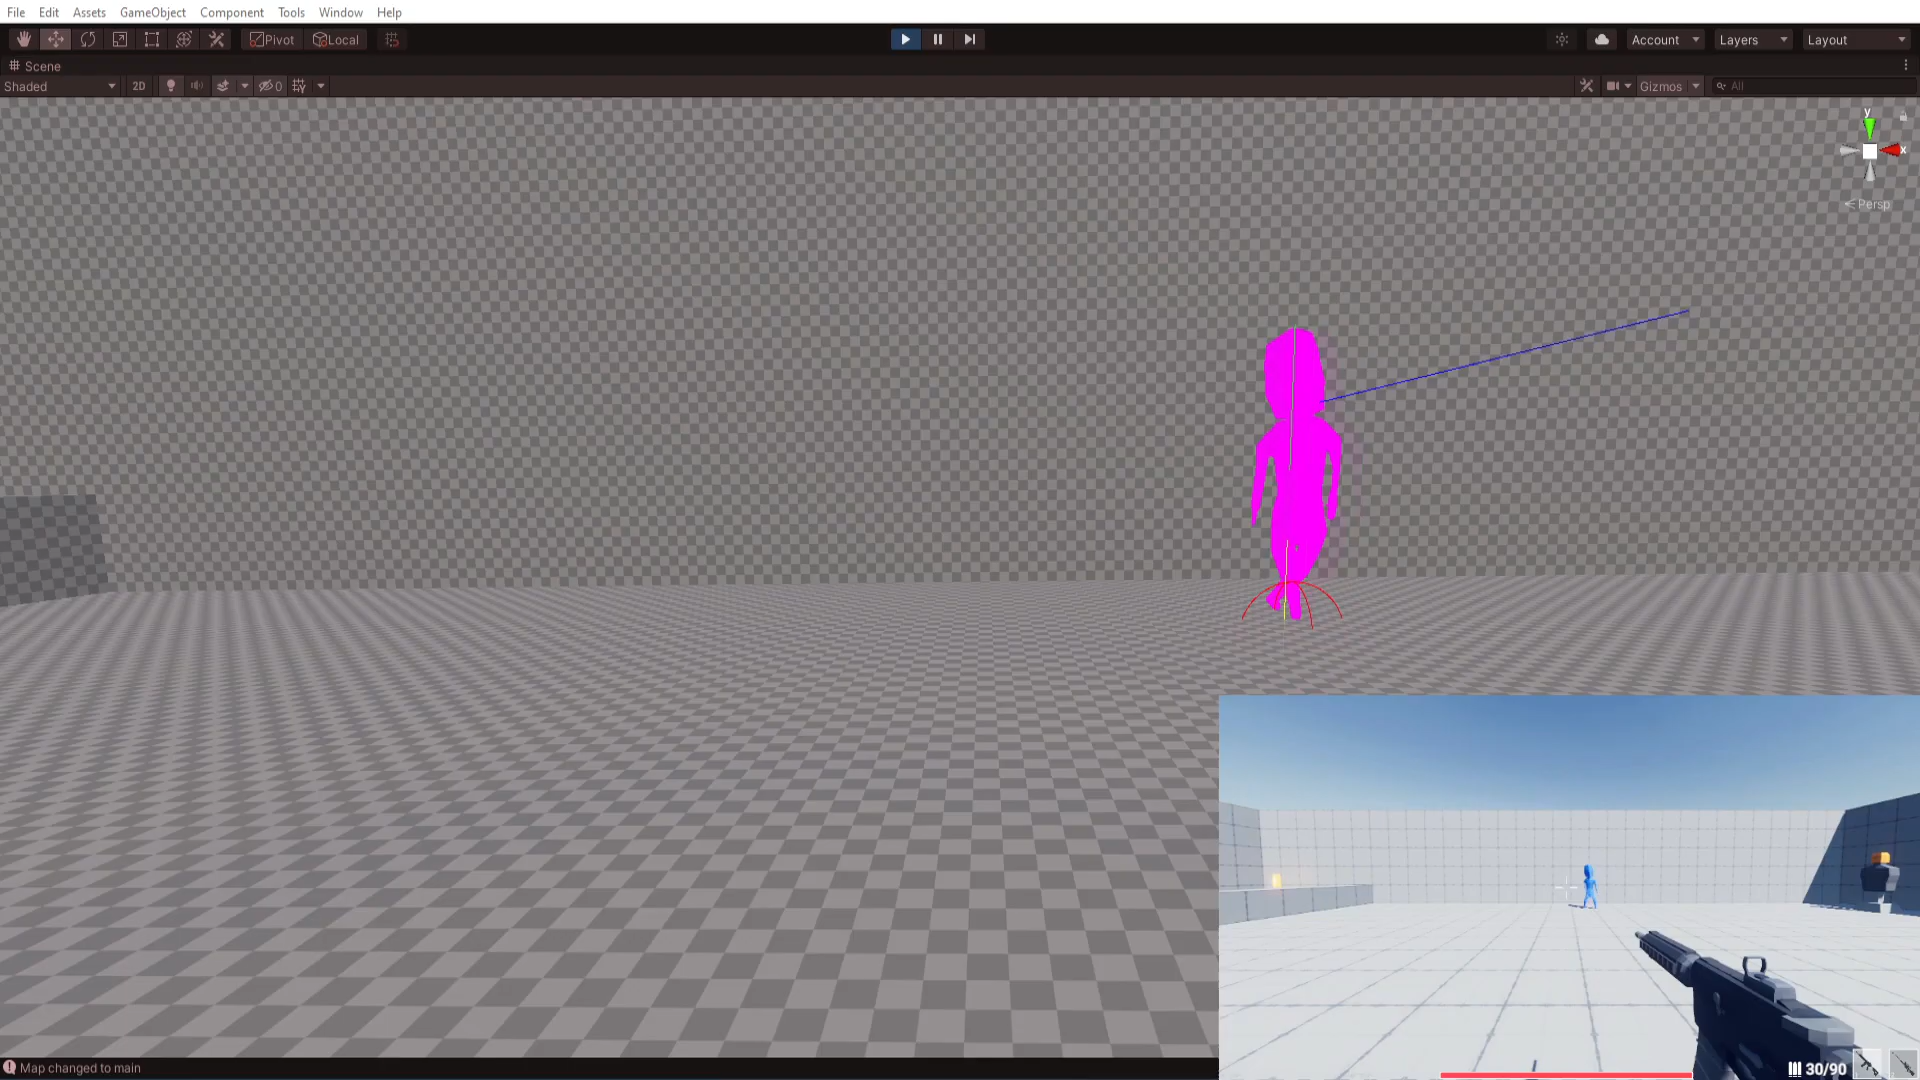 File Edit Assets GameObject Component Tools Window Help
Pivot Local Account Layers Layout
Scene
Shaded 2D 0 Gizmos All
y
x
Persp
Map changed to main
30/90